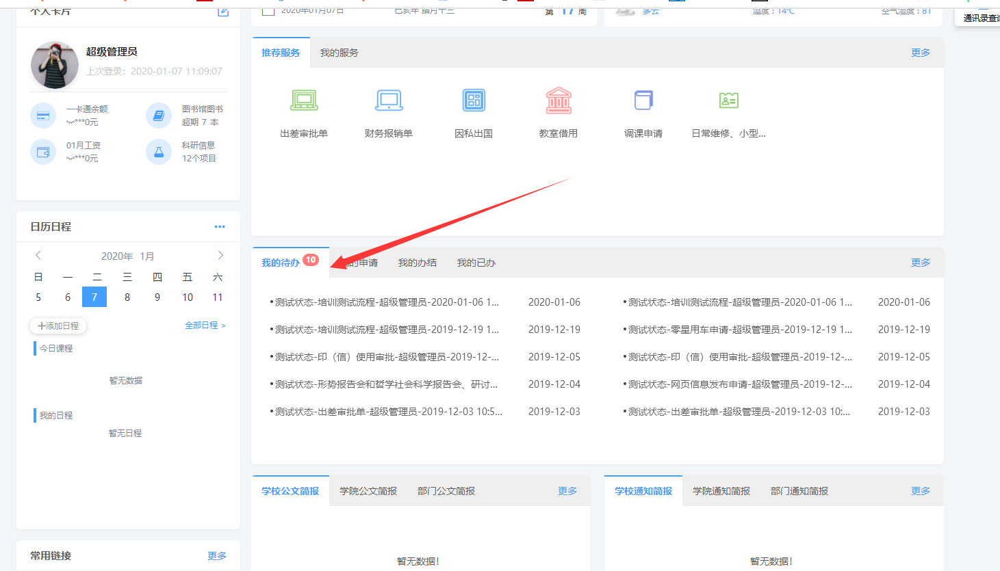 个人卡片
2020年01月07日
己亥年 腊月十三
第 17 周
多云
温度：14℃
空气湿度：81
通讯录查询
超级管理员
上次登录：2020-01-07 11:09:07
一卡通余额
***0元
图书馆图书
超期 7 本
01月工资
***0元
科研信息
12个项目
推荐服务
我的服务
更多
出差审批单
财务报销单
因私出国
教室借用
调课申请
日常维修、小型...
日历日程
2020年 1月
日 一 二 三 四 五 六
5 6 7 8 9 10 11
添加日程
全部日程 >
今日课程
暂无数据
我的日程
暂无日程
常用链接
更多
我的待办 10
的申请
我的办结
我的已办
更多
•测试状态-培训测试流程-超级管理员-2020-01-06 1... 2020-01-06
•测试状态-培训测试流程-超级管理员-2020-01-06 1... 2020-01-06
•测试状态-培训测试流程-超级管理员-2019-12-19 1... 2019-12-19
•测试状态-零星用车申请-超级管理员-2019-12-19 1... 2019-12-19
•测试状态-印（信）使用审批-超级管理员-2019-12-... 2019-12-05
•测试状态-印（信）使用审批-超级管理员-2019-12-... 2019-12-05
•测试状态-形势报告会和哲学社会科学报告会、研讨... 2019-12-04
•测试状态-网页信息发布申请-超级管理员-2019-12-... 2019-12-04
•测试状态-出差审批单-超级管理员-2019-12-03 10:5... 2019-12-03
•测试状态-出差审批单-超级管理员-2019-12-03 10:... 2019-12-03
学校公文简报
学院公文简报
部门公文简报
更多
暂无数据!
学校通知简报
学院通知简报
部门通知简报
更多
暂无数据!